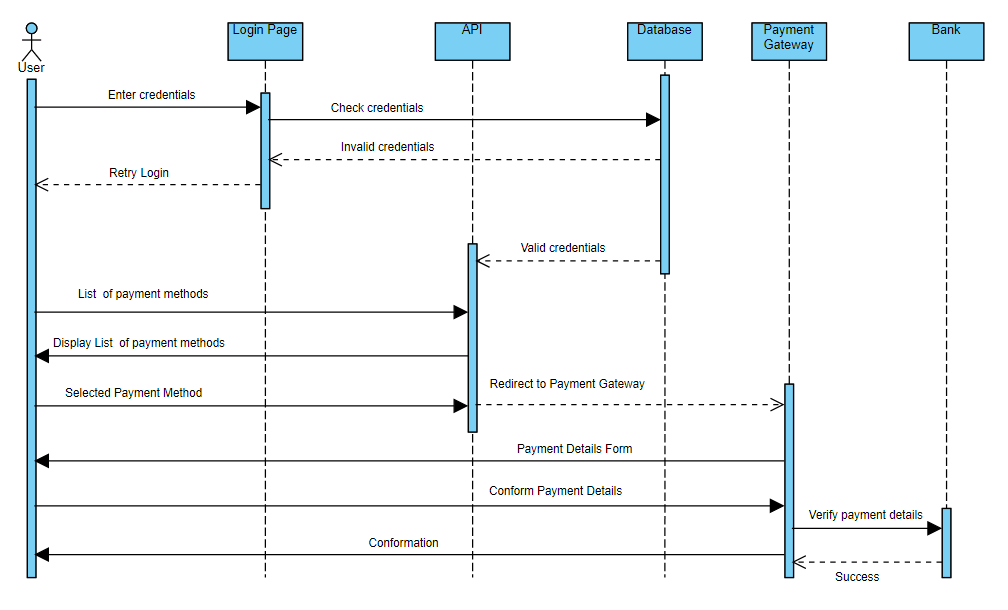 User
Login Page
API
Database
Payment
Gateway
Bank
Enter credentials
Check credentials
Invalid credentials
Retry Login
Valid credentials
List  of payment methods
Display List  of payment methods
Redirect to Payment Gateway
Selected Payment Method
Payment Details Form
Conform Payment Details
Verify payment details
Conformation
Success